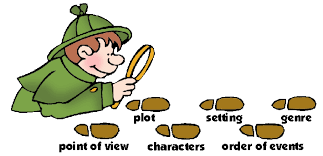 plot setting genre
point of view characters order of events